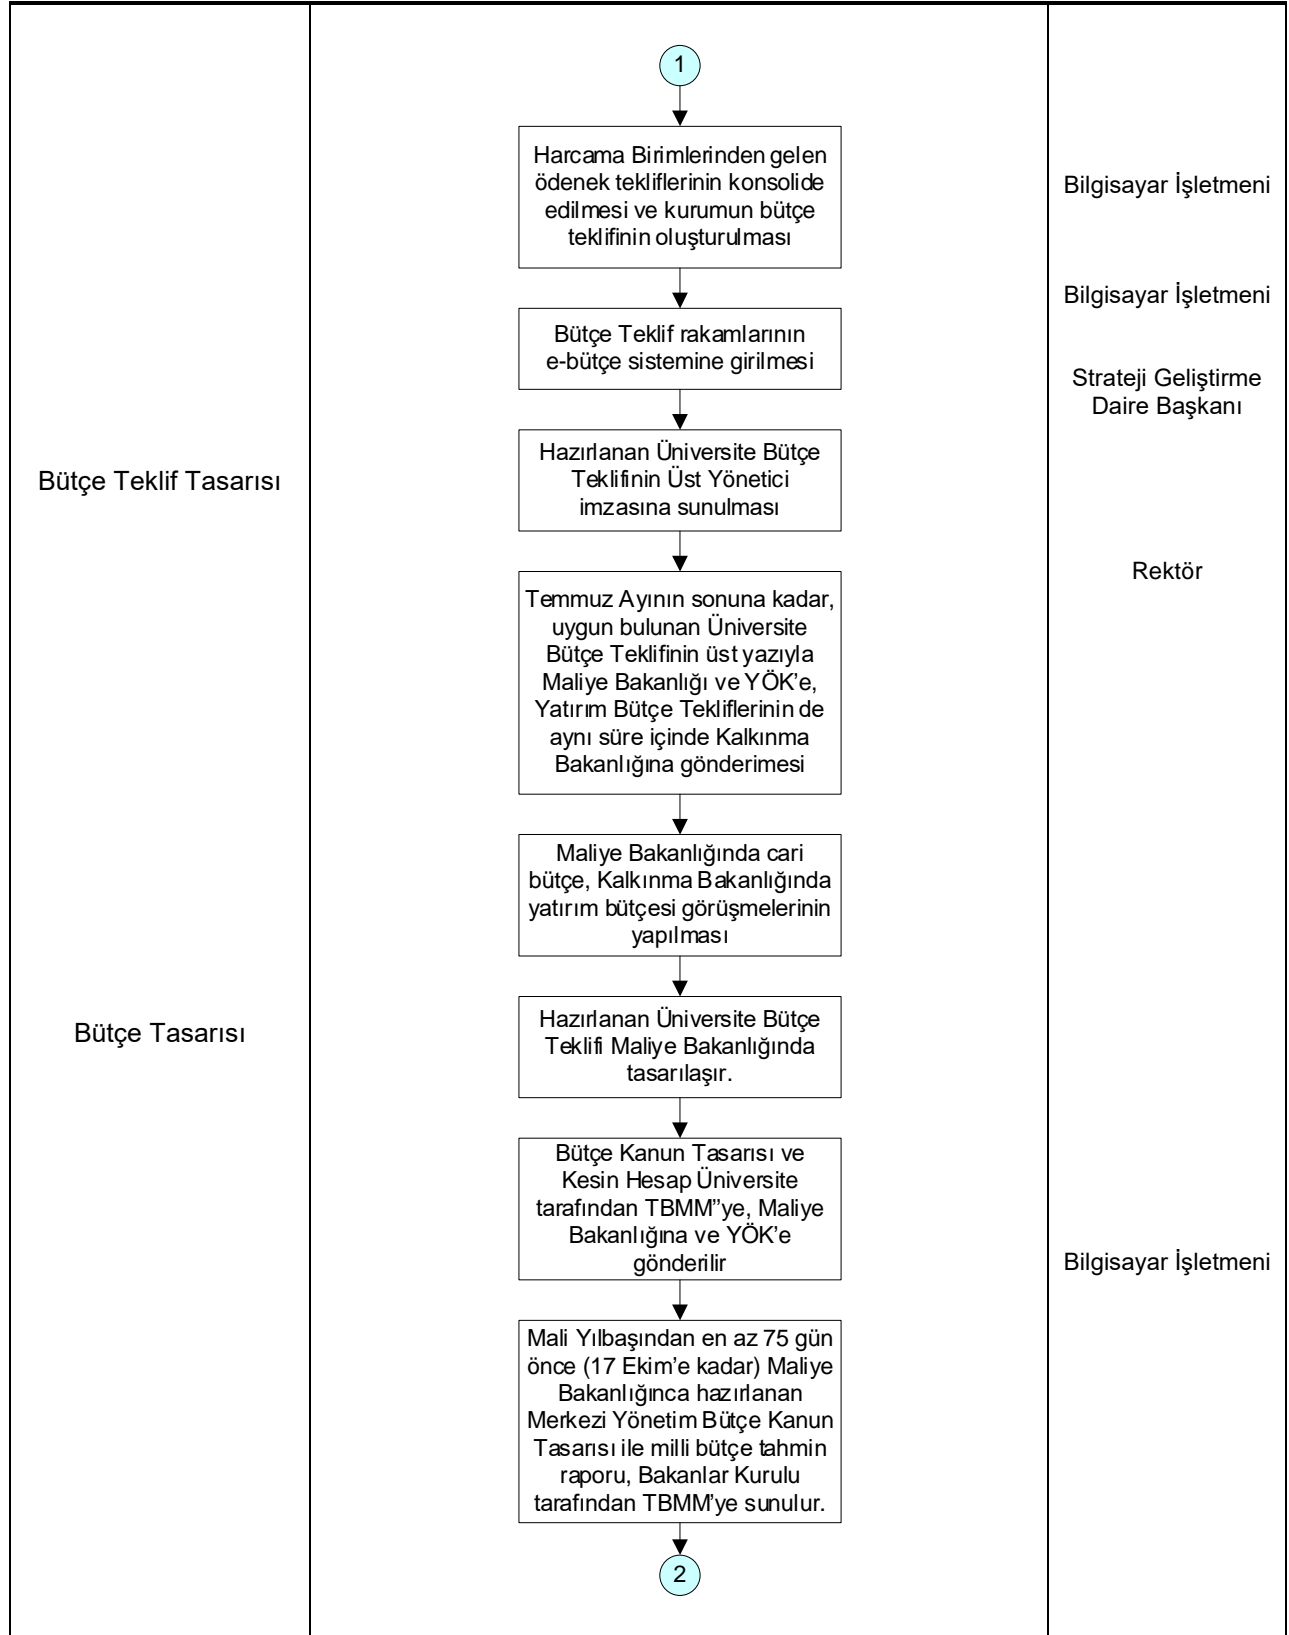 1
Harcama Birimlerinden gelen
ödenek tekliflerinin konsolide
edilmesi ve kurumun bütçe
teklifinin oluşturulması
Bilgisayar İşletmeni
Bilgisayar İşletmeni
Bütçe Teklif rakamlarının
e-bütçe sistemine girilmesi
Strateji Geliştirme
Daire Başkanı
Bütçe Teklif Tasarısı
Hazırlanan Üniversite Bütçe
Teklifinin Üst Yönetici
imzasına sunulması
Rektör
Temmuz Ayının sonuna kadar,
uygun bulunan Üniversite
Bütçe Teklifinin üst yazıyla
Maliye Bakanlığı ve YÖK’e,
Yatırım Bütçe Tekliflerinin de
aynı süre içinde Kalkınma
Bakanlığına gönderimesi
Maliye Bakanlığında cari
bütçe, Kalkınma Bakanlığında
yatırım bütçesi görüşmelerinin
yapılması
Bütçe Tasarısı
Hazırlanan Üniversite Bütçe
Teklifi Maliye Bakanlığında
tasarılaşır.
Bütçe Kanun Tasarısı ve
Kesin Hesap Üniversite
tarafından TBMM’’ye, Maliye
Bakanlığına ve YÖK’e
gönderilir
Bilgisayar İşletmeni
Mali Yılbaşından en az 75 gün
önce (17 Ekim’e kadar) Maliye
Bakanlığınca hazırlanan
Merkezi Yönetim Bütçe Kanun
Tasarısı ile milli bütçe tahmin
raporu, Bakanlar Kurulu
tarafından TBMM’ye sunulur.
2